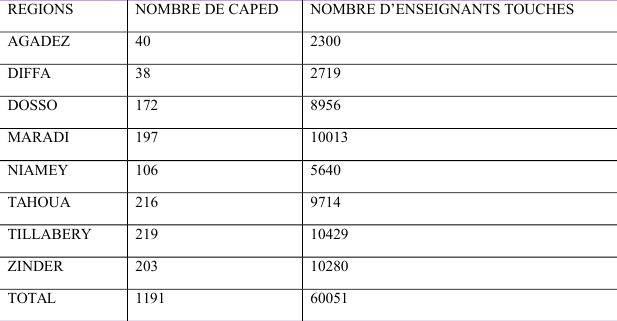 REGIONS NOMBRE DE CAPED NOMBRE D’ENSEIGNANTS TOUCHES
AGADEZ 40 2300
DIFFA 38 2719
DOSSO 172 8956
MARADI 197 10013
NIAMEY 106 5640
TAHOUA 216 9714
TILLABERY 219 10429
ZINDER 203 10280
TOTAL 1191 60051